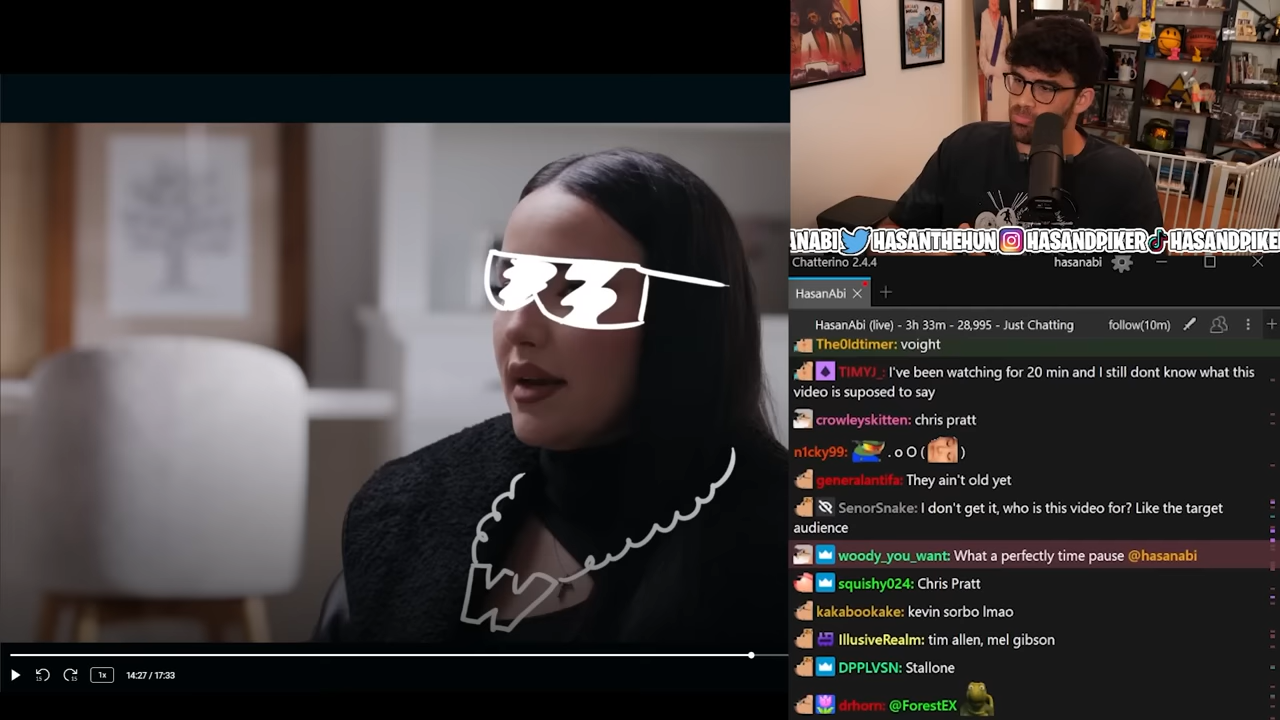 ANABI HASANTHEHUN HASANDPIKER HASANDPIKE
Chatterino 2.4.4
hasanabi
HasanAbi
HasanAbi (live) - 3h 33m - 28,995 - Just Chatting
follow(10m)
The0ldtimer: voight
TIMYJ_: I've been watching for 20 min and I still dont know what this
video is suposed to say
crowleyskitten: chris pratt
n1cky99: . o O ( )
generalantifa: They ain't old yet
SenorSnake: I don't get it, who is this video for? Like the target
audience
woody_you_want: What a perfectly time pause @hasanabi
squishy024: Chris Pratt
kakabookake: kevin sorbo lmao
IllusiveRealm: tim allen, mel gibson
DPPLVSN: Stallone
drhorn: @ForestEX
15
15
1x
14:27 / 17:33
W